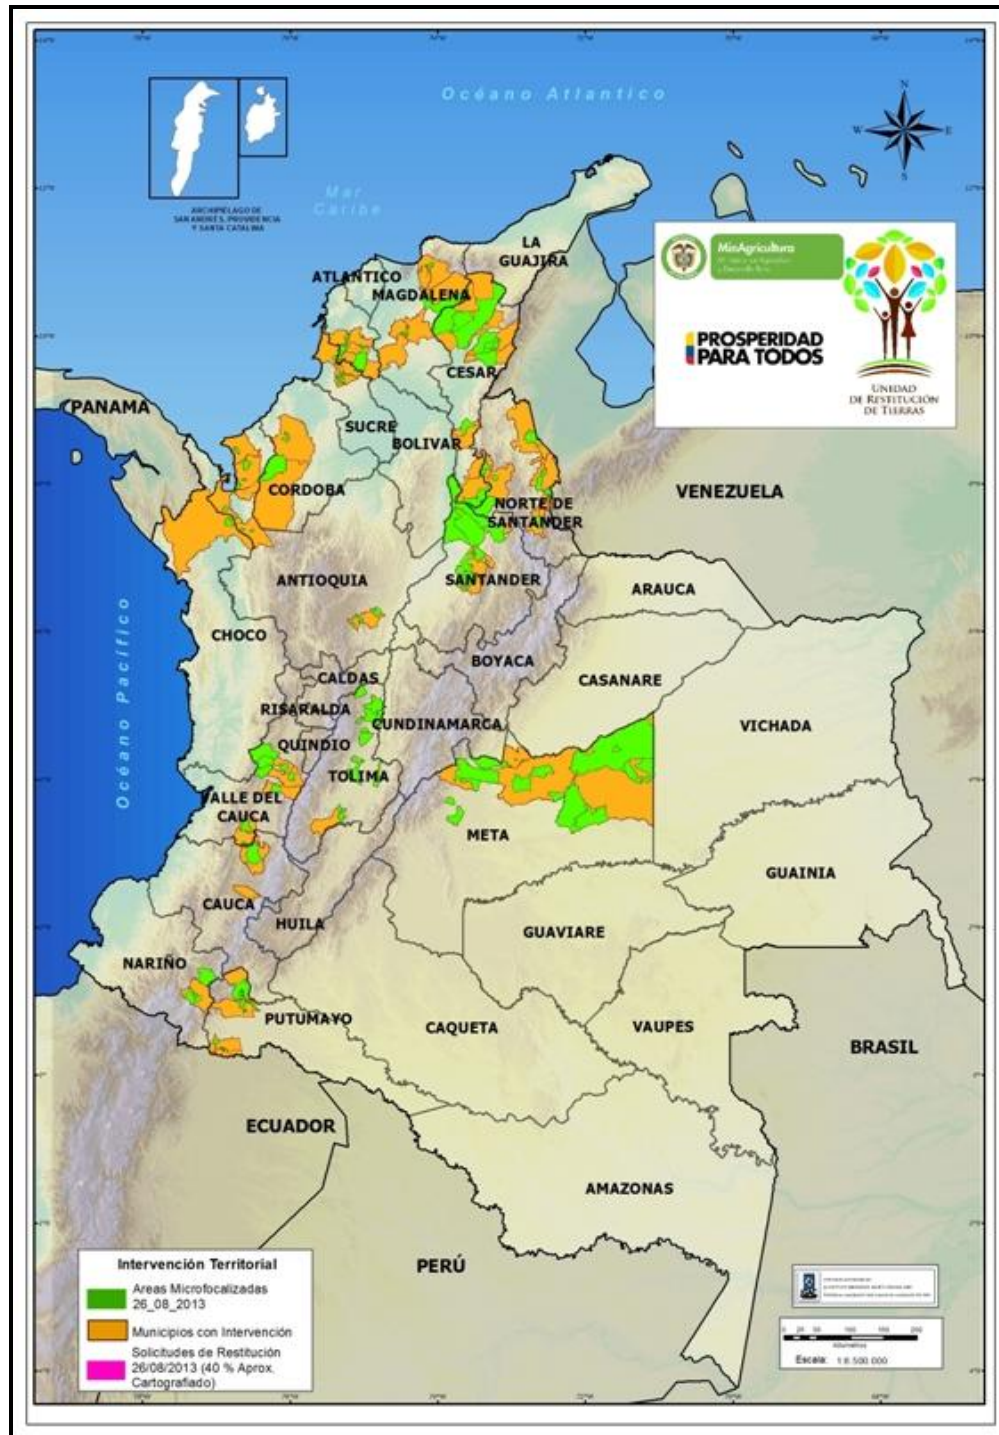 Océano Atlantico
N
W E
S
Mar
Caribe
ARCHIPIÉLAGO DE
SAN ANDRÉS, PROVIDENCIA
Y SANTA CATALINA
MinAgricultura
PROSPERIDAD
PARA TODOS
UNIDAD
DE RESTITUCIÓN
DE TIERRAS
LA
GUAJIRA
ATLANTICO
MAGDALENA
CESAR
PANAMA
SUCRE
BOLIVAR
CORDOBA
NORTE DE
SANTANDER
VENEZUELA
ANTIOQUIA
SANTANDER
ARAUCA
CHOCO
BOYACA
CASANARE
CALDAS
RISARALDA
CUNDINAMARCA
VICHADA
QUINDIO
TOLIMA
Océano Pacífico
VALLE DEL
CAUCA
META
GUAINIA
CAUCA
HUILA
GUAVIARE
NARIÑO
PUTUMAYO
CAQUETA
VAUPES
BRASIL
ECUADOR
AMAZONAS
PERÚ
Intervención Territorial
Areas Microfocalizadas
26_08_2013
Municipios con Intervención
Solicitudes de Restitución
26/08/2013 (40 % Aprox.
Cartografiado)
Escala: 1:6.500.000